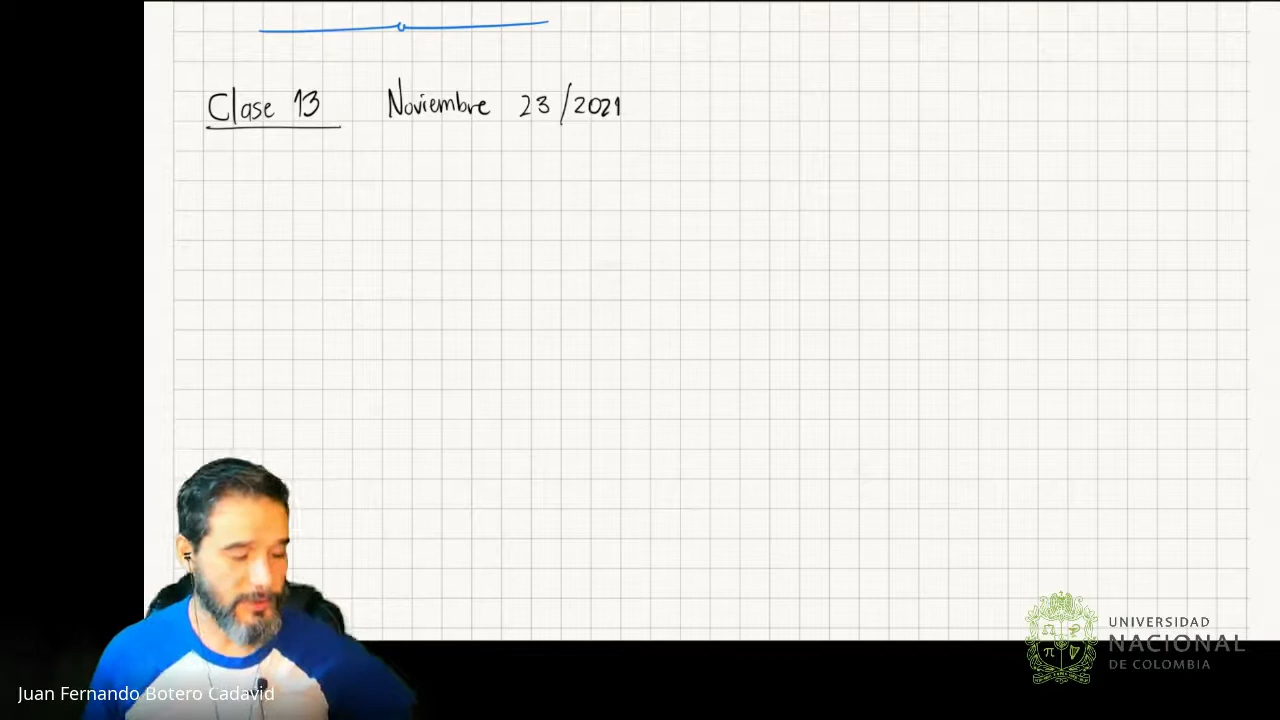 Clase 13 Noviembre 23/2021
UNIVERSIDAD
NACIONAL
DE COLOMBIA
Juan Fernando Botero Cadavid